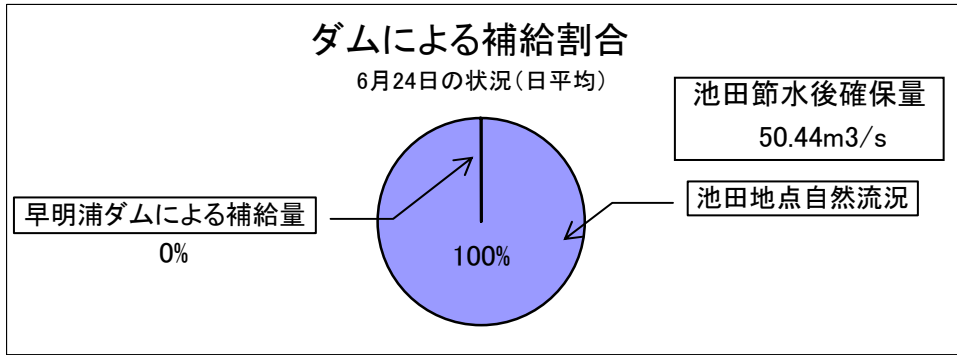 ダムによる補給割合
6月24日の状況(日平均)
池田節水後確保量
50.44m3/s
池田地点自然流況
早明浦ダムによる補給量
0%
100%